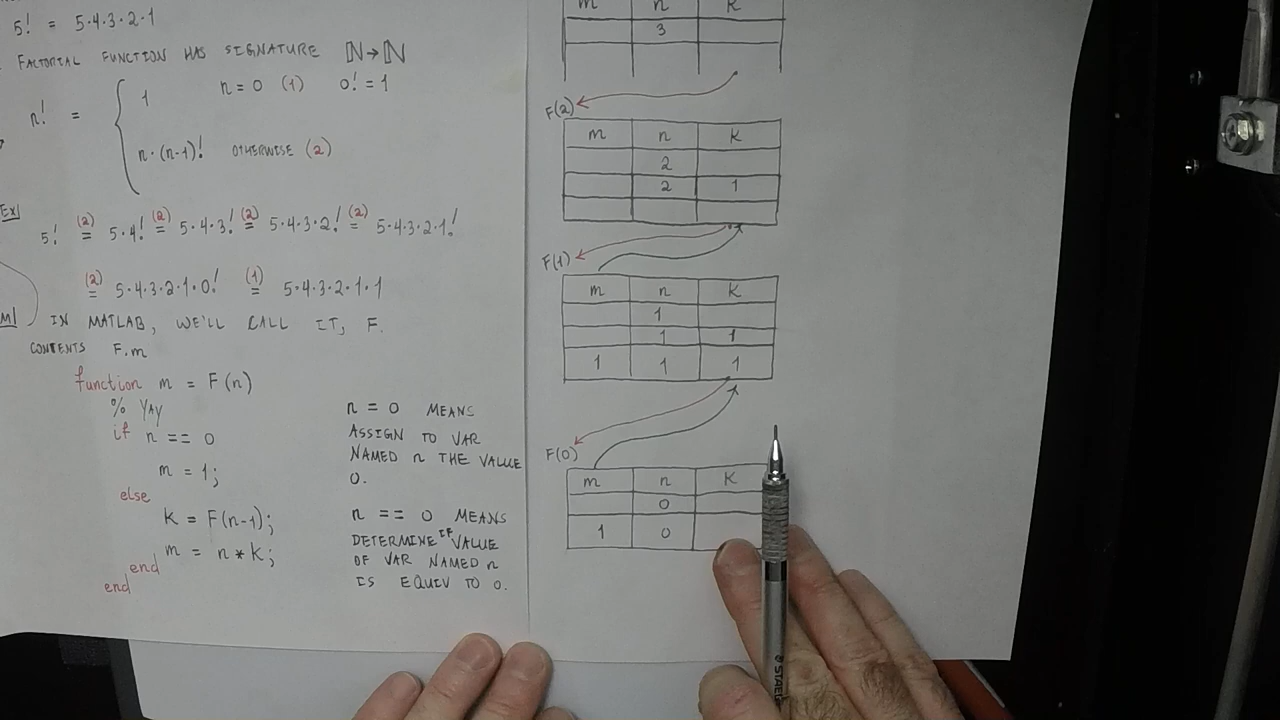 5! = 5·4·3·2·1
FACTORIAL FUNCTION HAS SIGNATURE ℕ→ℕ
n! = { 1 n = 0 (1) 0! = 1
n·(n-1)! OTHERWISE (2)
Ex
5! (2)= 5·4! (2)= 5·4·3! (2)= 5·4·3·2! (2)= 5·4·3·2·1!
(2)= 5·4·3·2·1·0! (1)= 5·4·3·2·1·1
IN MATLAB, WE'LL CALL IT, F.
CONTENTS F.m
function m = F(n)
% YAY
if n == 0
m = 1;
else
K = F(n-1);
m = n * K;
end
end
n = 0 MEANS
ASSIGN TO VAR
NAMED n THE VALUE
0.
n == 0 MEANS
DETERMINE IF VALUE
OF VAR NAMED n
IS EQUIV TO 0.
m n K
3
F(2)
m n K
2
2 1
F(1)
m n K
1
1 1
1 1 1
F(0)
m n K
0
1 0